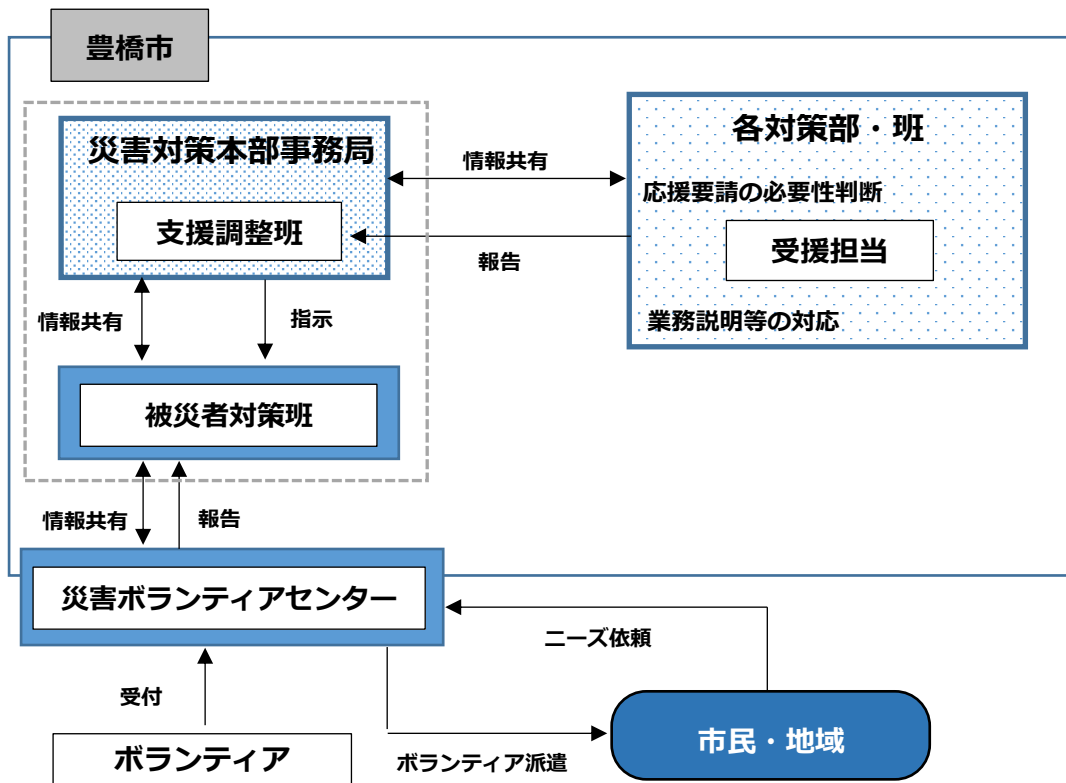 豊橋市
災害対策本部事務局
支援調整班
情報共有
報告
各対策部・班
応援要請の必要性判断
受援担当
業務説明等の対応
情報共有
指示
被災者対策班
情報共有
報告
災害ボランティアセンター
ニーズ依頼
受付
ボランティア
ボランティア派遣
市民・地域